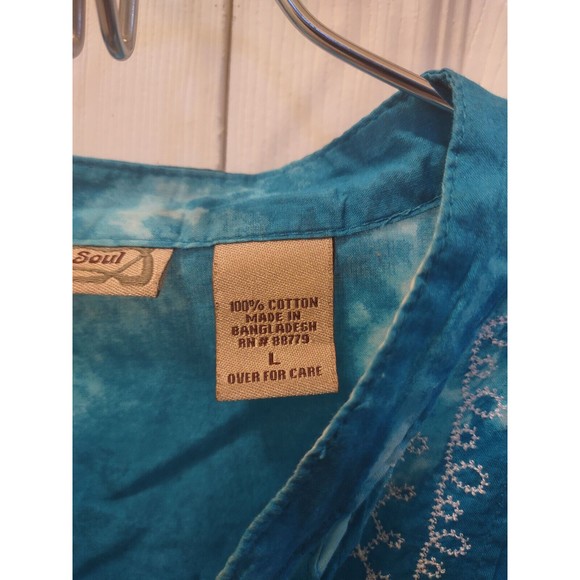 Soul
100% COTTON
MADE IN
BANGLADESH
RN # 88779
L
OVER FOR CARE